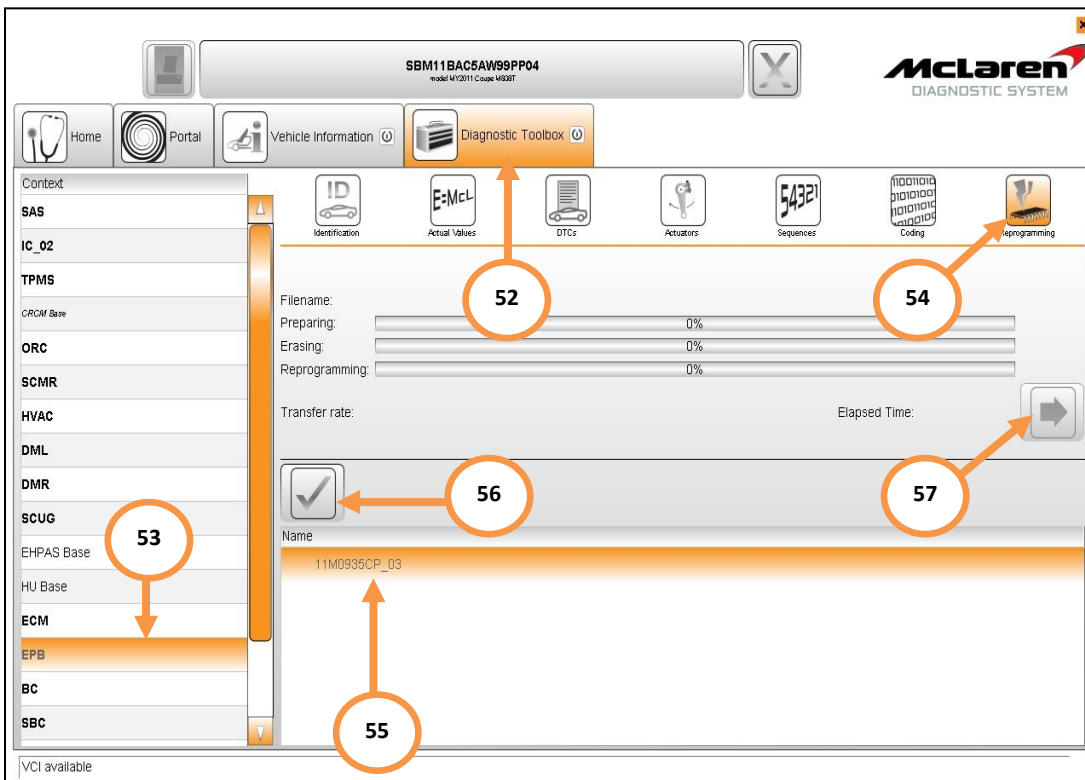 SBM11BAC5AW99PP04
model MY2011 Coupe M838T
McLaren
DIAGNOSTIC SYSTEM
Home
Portal
Vehicle Information
Diagnostic Toolbox
Context
SAS
IC_02
TPMS
CRCM Base
ORC
SCMR
HVAC
DML
DMR
SCUG
EHPAS Base
HU Base
ECM
EPB
BC
SBC
ID
Identification
E=McL
Actual Values
DTCs
Actuators
54321
Sequences
Coding
Reprogramming
52
54
Filename:
Preparing: 0%
Erasing: 0%
Reprogramming: 0%
Transfer rate:
Elapsed Time:
56
57
53
Name
11M0935CP_03
55
VCI available